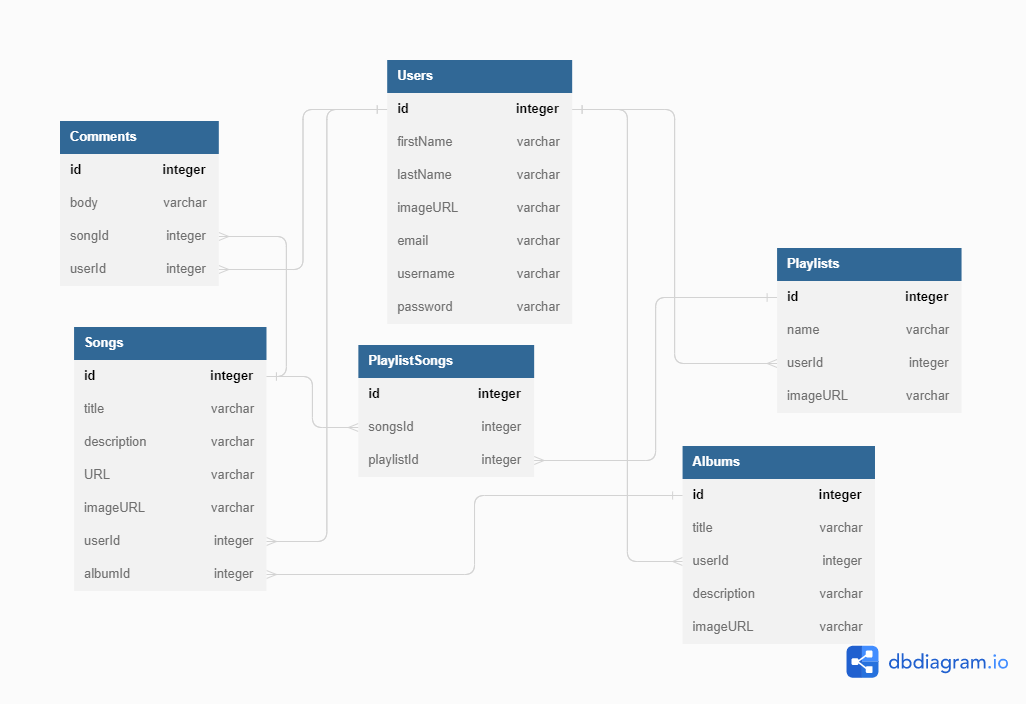 Users
id integer
firstName varchar
lastName varchar
imageURL varchar
email varchar
username varchar
password varchar
Comments
id integer
body varchar
songId integer
userId integer
Songs
id integer
title varchar
description varchar
URL varchar
imageURL varchar
userId integer
albumId integer
PlaylistSongs
id integer
songsId integer
playlistId integer
Playlists
id integer
name varchar
userId integer
imageURL varchar
Albums
id integer
title varchar
userId integer
description varchar
imageURL varchar
dbdiagram.io